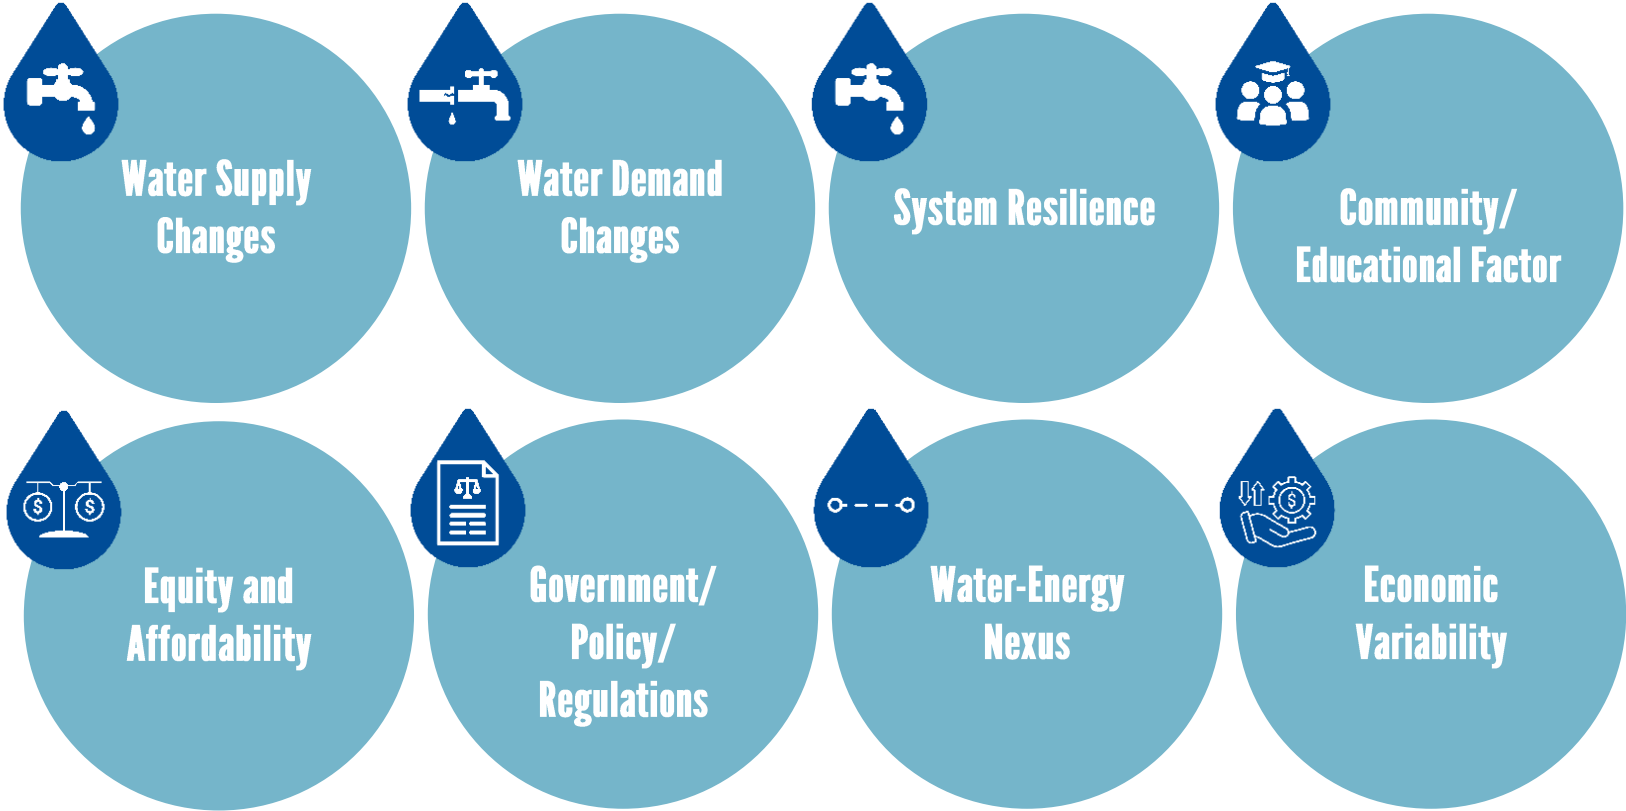 Water Supply
Changes
Water Demand
Changes
System Resilience
Community/
Educational Factor
$ $
Equity and
Affordability
Government/
Policy/
Regulations
Water-Energy
Nexus
$
Economic
Variability